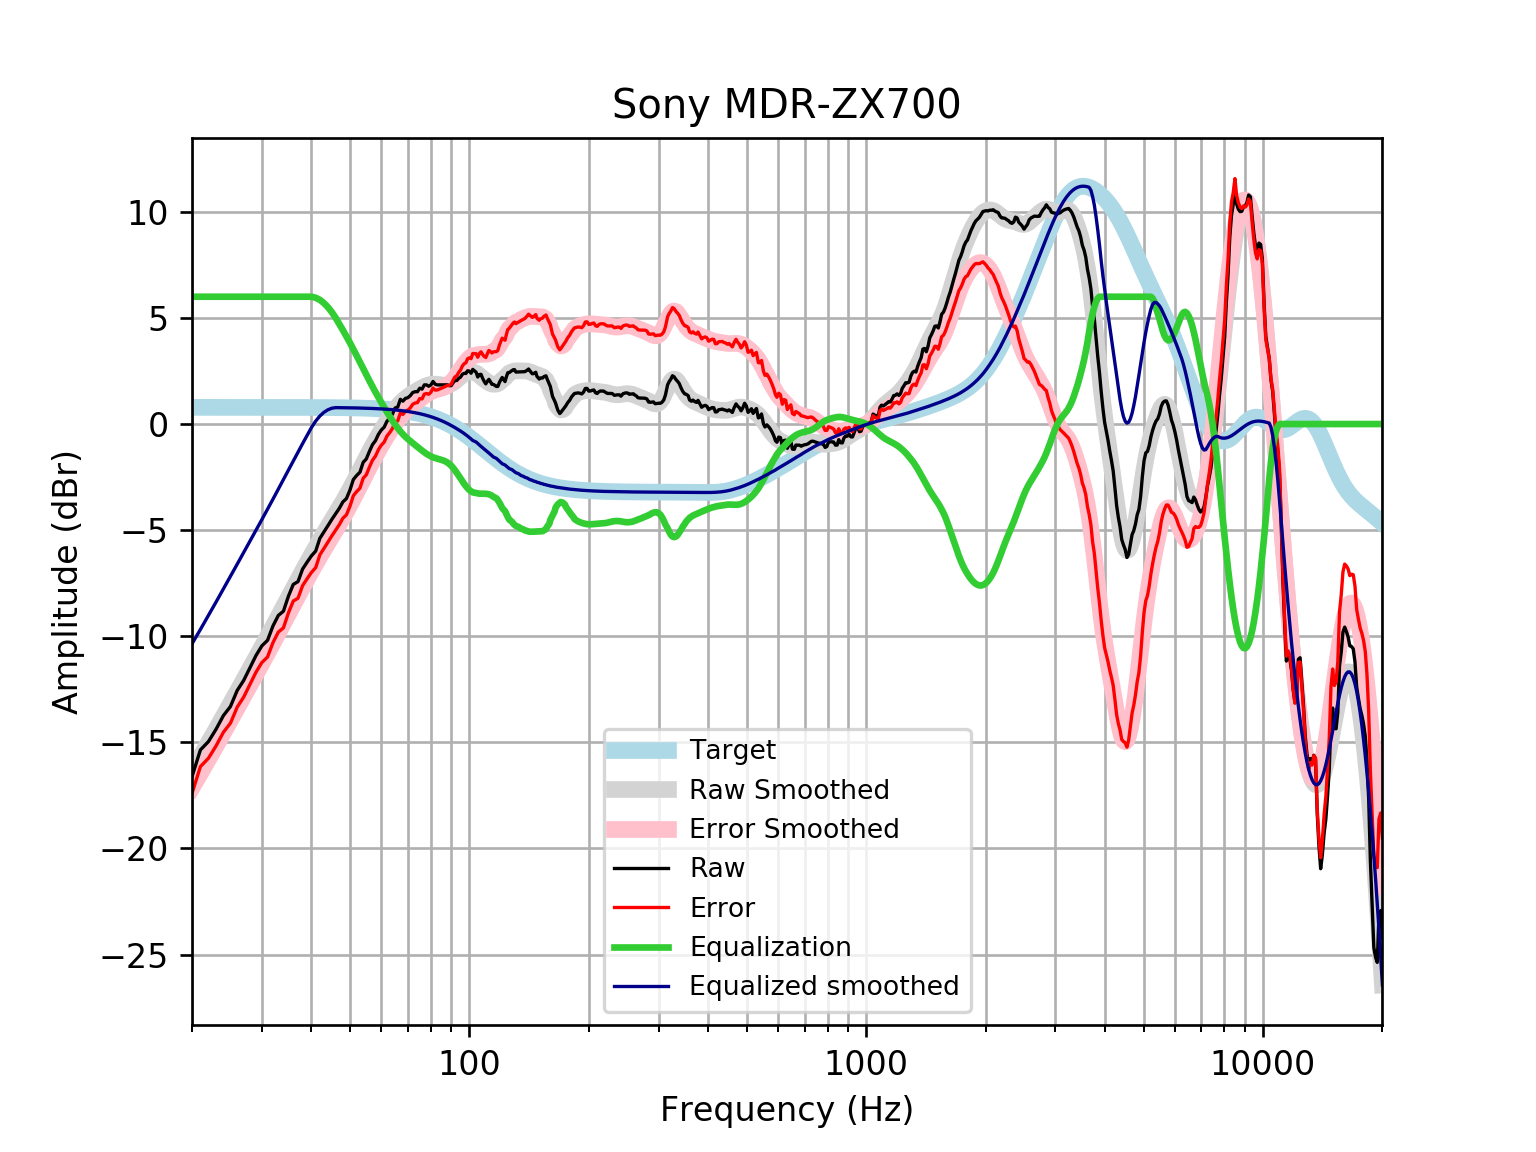 Sony MDR-ZX700
10
5
0
−5
−10
−15
−20
−25
Amplitude (dBr)
Target
Raw Smoothed
Error Smoothed
Raw
Error
Equalization
Equalized smoothed
100
1000
10000
Frequency (Hz)